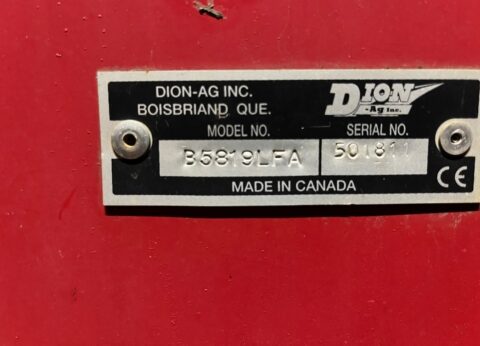 DION-AG INC.
BOISBRIAND QUE.
DION
-Ag Inc.
MODEL NO.
SERIAL NO.
B5819LFA
501811
MADE IN CANADA
CE